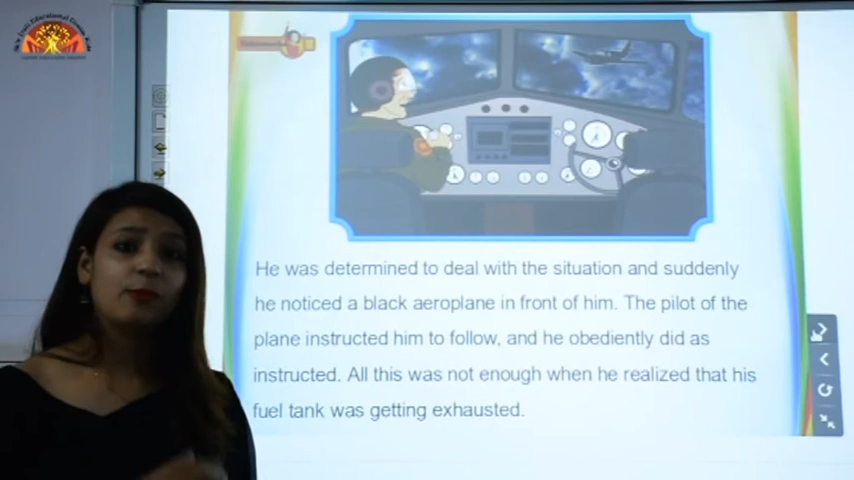 He was determined to deal with the situation and suddenly
he noticed a black aeroplane in front of him. The pilot of the
plane instructed him to follow, and he obediently did as
instructed. All this was not enough when he realized that his
fuel tank was getting exhausted.